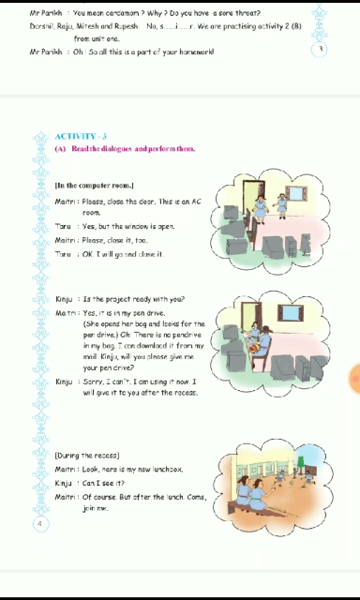 Mr Parikh : You mean cardamom ? Why ? Do you have a sore throat?
Darshil, Raju, Mitesh and Rupesh No, s___i___r. We are practising activity 2 (B)
from unit one.
Mr Parikh : Oh! So all this is a part of your homework!
3
ACTIVITY - 3
(A) Read the dialogues and perform them.
[In the computer room.]
Maitri : Please, close the door. This is an AC
room.
Taru : Yes, but the window is open.
Maitri : Please, close it, too.
Taru : OK. I will go and close it.
Kinju : Is the project ready with you?
Maitri : Yes, it is in my pen drive.
(She opens her bag and looks for the
pen drive.) Oh! There is no pendrive
in my bag. I can download it from my
mail. Kinju, will you please give me
your pen drive?
Kinju : Sorry, I can't. I am using it now. I
will give it to you after the recess.
[During the recess]
Maitri : Look, here is my new lunchbox.
Kinju : Can I see it?
Maitri : Of course. But after the lunch. Come,
join me.
4